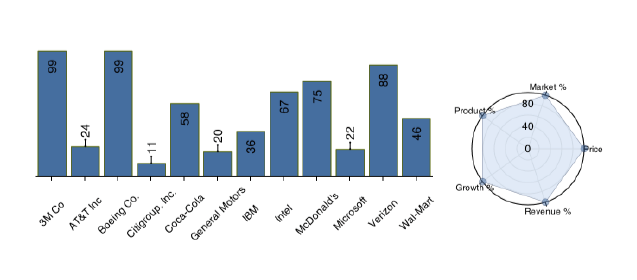 99
24
99
11
58
20
36
67
75
22
88
46
3M Co
AT&T Inc
Boeing Co.
Citigroup. Inc.
Coca-Cola
General Motors
IBM
Intel
McDonald's
Microsoft
Verizon
Wal-Mart
Market %
Product %
80
40
0
Price
Growth %
Revenue %